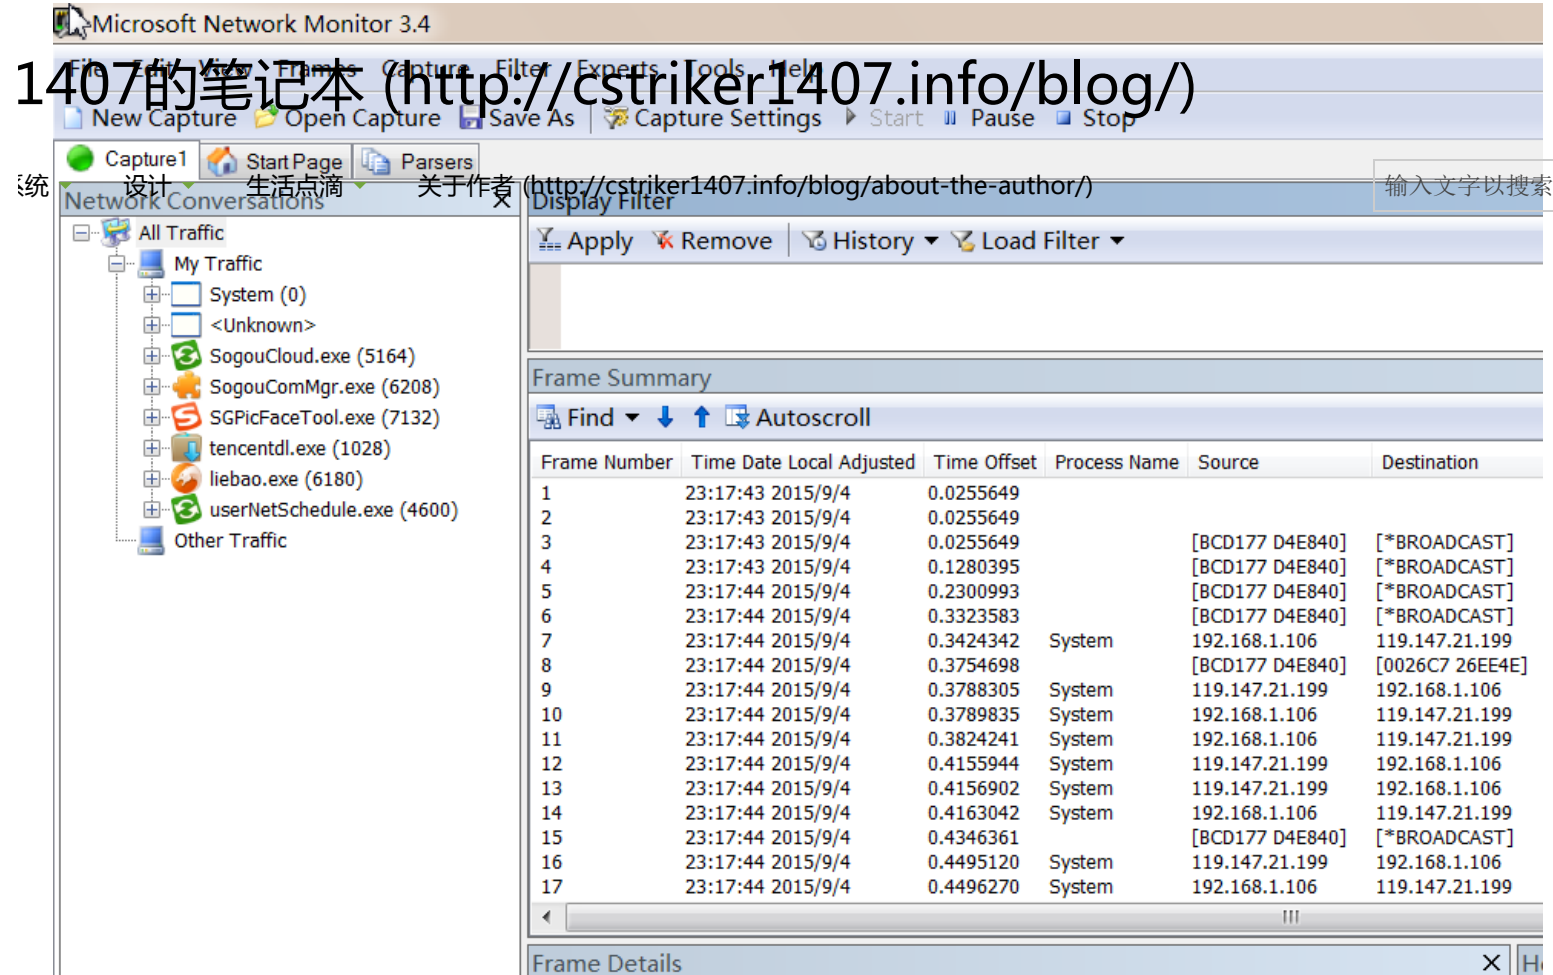 Microsoft Network Monitor 3.4
File Edit View Frames Capture Filter Experts Tools Help
1407的笔记本 (http://cstriker1407.info/blog/)
New Capture Open Capture Save As Capture Settings Start Pause Stop
Capture1 Start Page Parsers
系统 设计 生活点滴 关于作者 (http://cstriker1407.info/blog/about-the-author/) 输入文字以搜索
Network Conversations
Display Filter
All Traffic
My Traffic
System (0)
<Unknown>
SogouCloud.exe (5164)
SogouComMgr.exe (6208)
SGPicFaceTool.exe (7132)
tencentdl.exe (1028)
liebao.exe (6180)
userNetSchedule.exe (4600)
Other Traffic
Apply Remove History Load Filter
Frame Summary
Find Autoscroll
Frame Number Time Date Local Adjusted Time Offset Process Name Source Destination
1 23:17:43 2015/9/4 0.0255649
2 23:17:43 2015/9/4 0.0255649
3 23:17:43 2015/9/4 0.0255649 [BCD177 D4E840] [*BROADCAST]
4 23:17:43 2015/9/4 0.1280395 [BCD177 D4E840] [*BROADCAST]
5 23:17:44 2015/9/4 0.2300993 [BCD177 D4E840] [*BROADCAST]
6 23:17:44 2015/9/4 0.3323583 [BCD177 D4E840] [*BROADCAST]
7 23:17:44 2015/9/4 0.3424342 System 192.168.1.106 119.147.21.199
8 23:17:44 2015/9/4 0.3754698 [BCD177 D4E840] [0026C7 26EE4E]
9 23:17:44 2015/9/4 0.3788305 System 119.147.21.199 192.168.1.106
10 23:17:44 2015/9/4 0.3789835 System 192.168.1.106 119.147.21.199
11 23:17:44 2015/9/4 0.3824241 System 192.168.1.106 119.147.21.199
12 23:17:44 2015/9/4 0.4155944 System 119.147.21.199 192.168.1.106
13 23:17:44 2015/9/4 0.4156902 System 119.147.21.199 192.168.1.106
14 23:17:44 2015/9/4 0.4163042 System 192.168.1.106 119.147.21.199
15 23:17:44 2015/9/4 0.4346361 [BCD177 D4E840] [*BROADCAST]
16 23:17:44 2015/9/4 0.4495120 System 119.147.21.199 192.168.1.106
17 23:17:44 2015/9/4 0.4496270 System 192.168.1.106 119.147.21.199
Frame Details